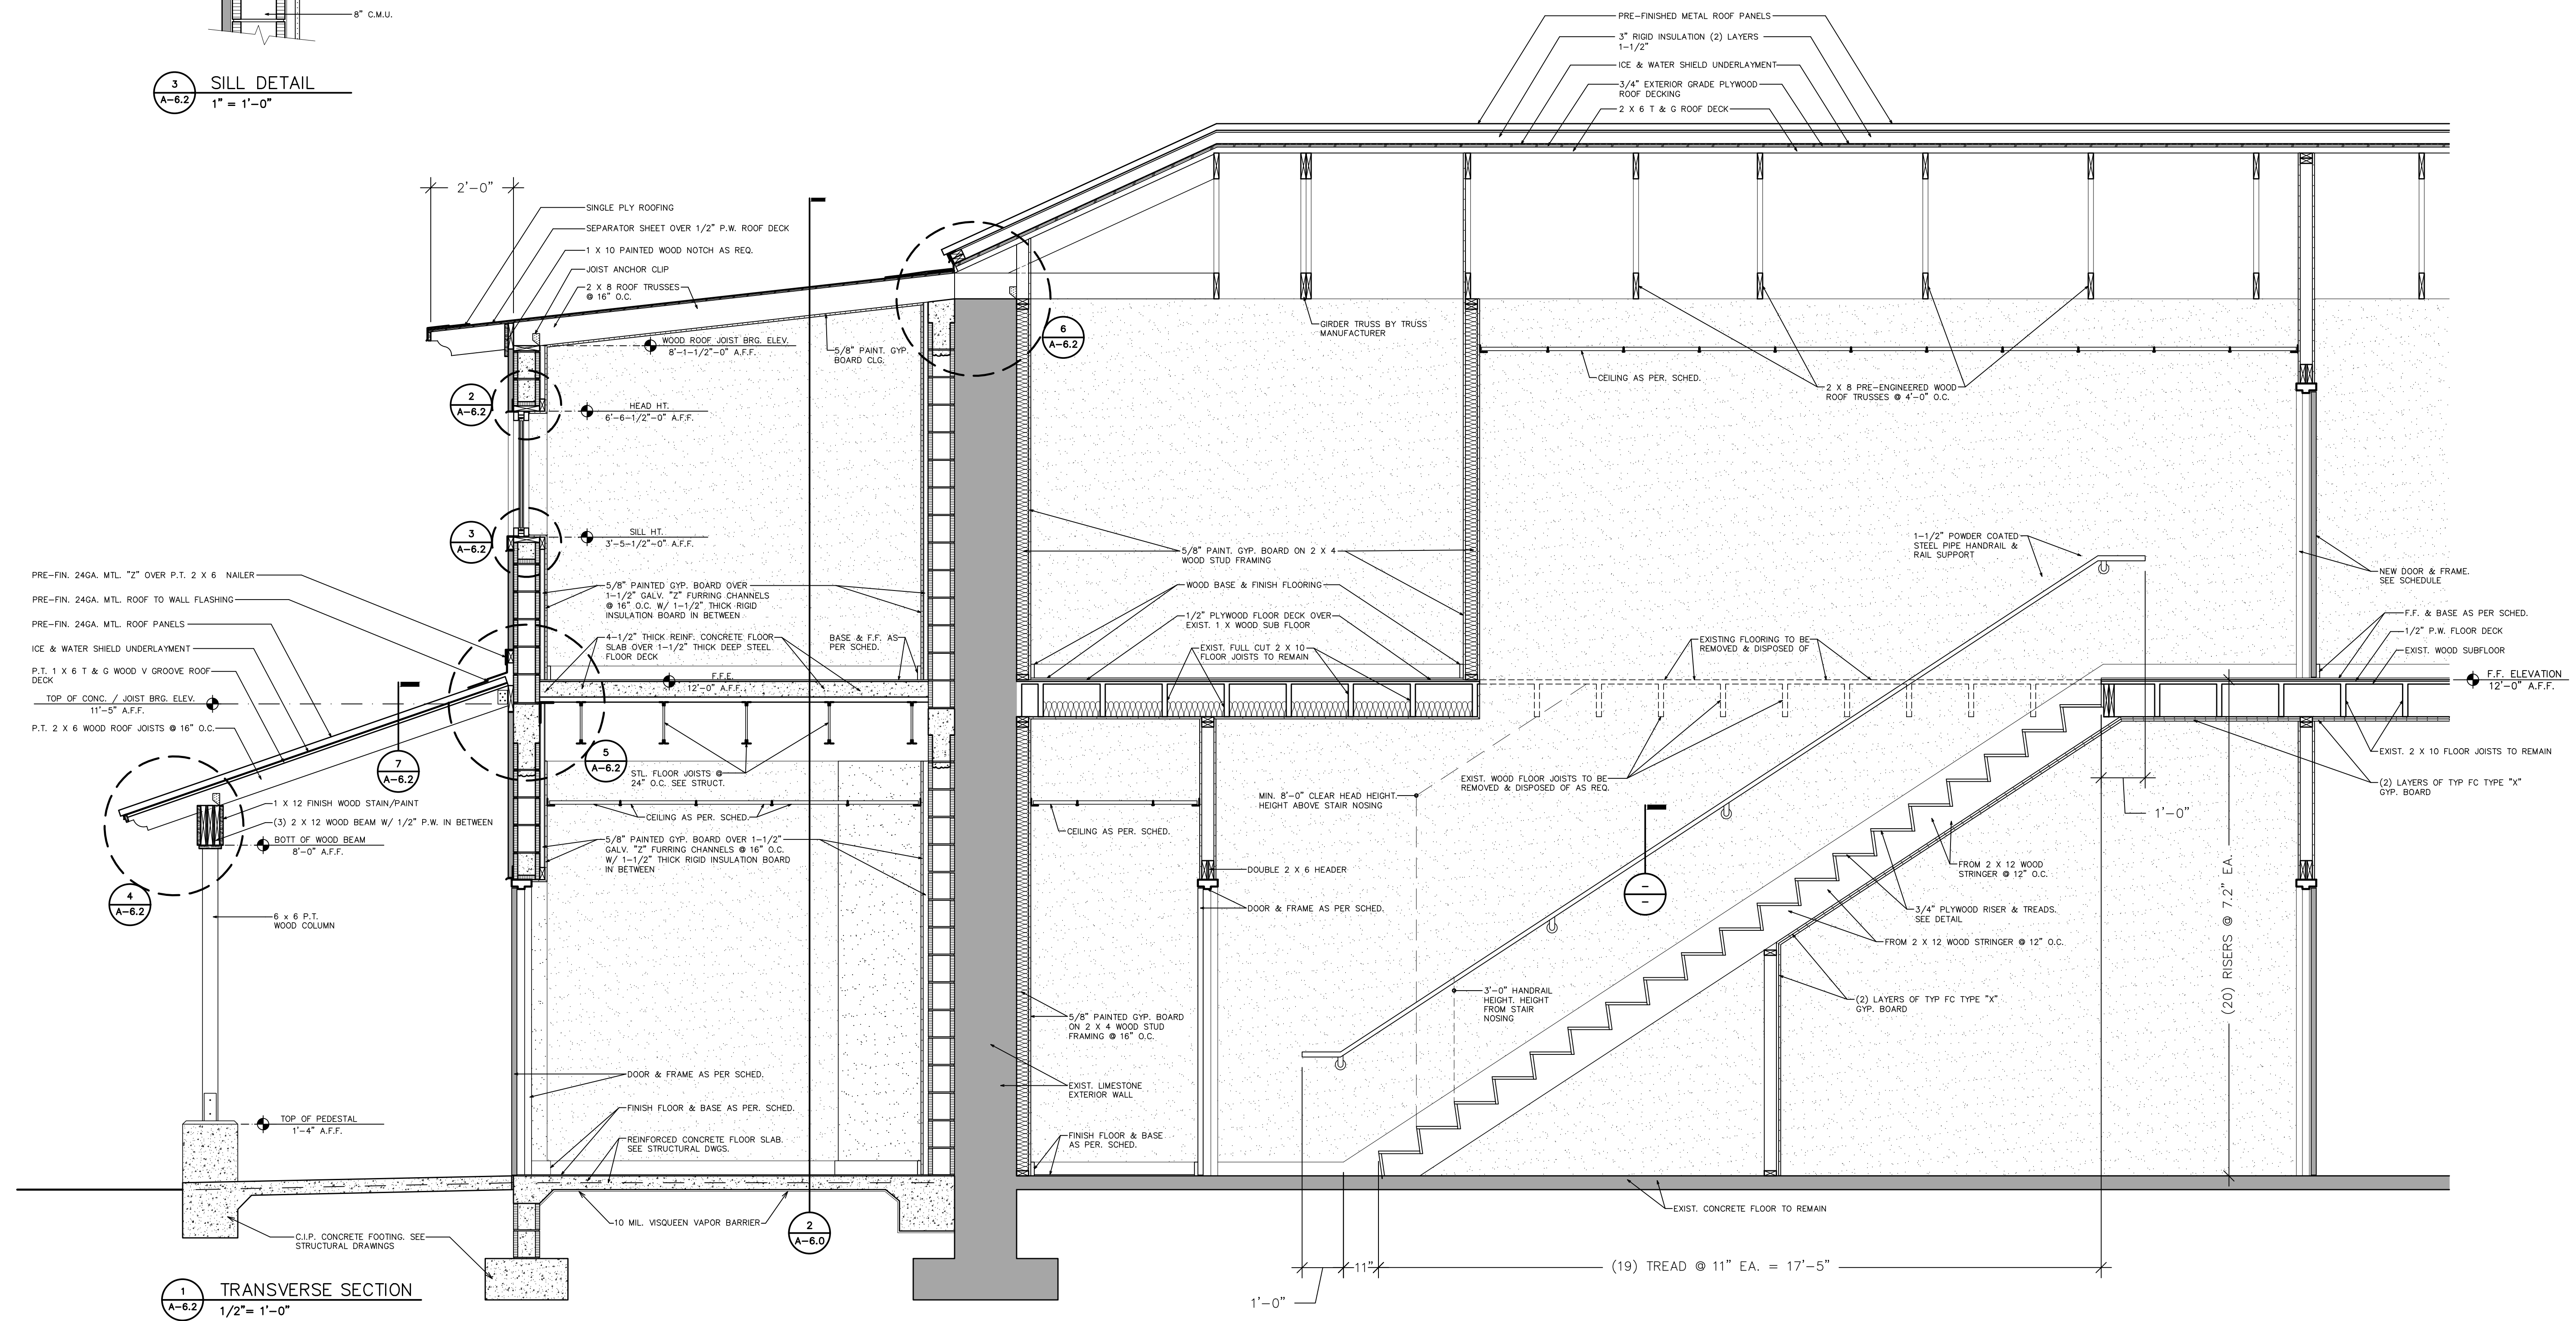 8" C.M.U.
3
A-6.2
SILL DETAIL
1" = 1'-0"
PRE-FINISHED METAL ROOF PANELS
3" RIGID INSULATION (2) LAYERS
1-1/2"
ICE & WATER SHIELD UNDERLAYMENT
3/4" EXTERIOR GRADE PLYWOOD
ROOF DECKING
2 X 6 T & G ROOF DECK
2'-0"
SINGLE PLY ROOFING
SEPARATOR SHEET OVER 1/2" P.W. ROOF DECK
1 X 10 PAINTED WOOD NOTCH AS REQ.
JOIST ANCHOR CLIP
2 X 8 ROOF TRUSSES
@ 16" O.C.
WOOD ROOF JOIST BRG. ELEV.
8'-1-1/2"-0" A.F.F.
5/8" PAINT. GYP.
BOARD CLG.
6
A-6.2
GIRDER TRUSS BY TRUSS
MANUFACTURER
CEILING AS PER. SCHED.
2 X 8 PRE-ENGINEERED WOOD
ROOF TRUSSES @ 4'-0" O.C.
2
A-6.2
HEAD HT.
6'-6-1/2"-0" A.F.F.
3
A-6.2
SILL HT.
3'-5-1/2"-0" A.F.F.
5/8" PAINT. GYP. BOARD ON 2 X 4
WOOD STUD FRAMING
1-1/2" POWDER COATED
STEEL PIPE HANDRAIL &
RAIL SUPPORT
NEW DOOR & FRAME.
SEE SCHEDULE
PRE-FIN. 24GA. MTL. "Z" OVER P.T. 2 X 6 NAILER
PRE-FIN. 24GA. MTL. ROOF TO WALL FLASHING
PRE-FIN. 24GA. MTL. ROOF PANELS
ICE & WATER SHIELD UNDERLAYMENT
P.T. 1 X 6 T & G WOOD V GROOVE ROOF
DECK
TOP OF CONC. / JOIST BRG. ELEV.
11'-5" A.F.F.
P.T. 2 X 6 WOOD ROOF JOISTS @ 16" O.C.
5/8" PAINTED GYP. BOARD OVER
1-1/2" GALV. "Z" FURRING CHANNELS
@ 16" O.C. W/ 1-1/2" THICK RIGID
INSULATION BOARD IN BETWEEN
4-1/2" THICK REINF. CONCRETE FLOOR
SLAB OVER 1-1/2" THICK DEEP STEEL
FLOOR DECK
BASE & F.F. AS
PER SCHED.
F.F.E.
12'-0" A.F.F.
WOOD BASE & FINISH FLOORING
1/2" PLYWOOD FLOOR DECK OVER
EXIST. 1 X WOOD SUB FLOOR
EXIST. FULL CUT 2 X 10
FLOOR JOISTS TO REMAIN
EXISTING FLOORING TO BE
REMOVED & DISPOSED OF
F.F. & BASE AS PER SCHED.
1/2" P.W. FLOOR DECK
EXIST. WOOD SUBFLOOR
F.F. ELEVATION
12'-0" A.F.F.
EXIST. 2 X 10 FLOOR JOISTS TO REMAIN
(2) LAYERS OF TYP FC TYPE "X"
GYP. BOARD
7
A-6.2
5
A-6.2
STL. FLOOR JOISTS @
24" O.C. SEE STRUCT.
EXIST. WOOD FLOOR JOISTS TO BE
REMOVED & DISPOSED OF AS REQ.
MIN. 8'-0" CLEAR HEAD HEIGHT.
HEIGHT ABOVE STAIR NOSING
1'-0"
1 X 12 FINISH WOOD STAIN/PAINT
(3) 2 X 12 WOOD BEAM W/ 1/2" P.W. IN BETWEEN
BOTT OF WOOD BEAM
8'-0" A.F.F.
CEILING AS PER. SCHED.
CEILING AS PER. SCHED.
5/8" PAINTED GYP. BOARD OVER 1-1/2"
GALV. "Z" FURRING CHANNELS @ 16" O.C.
W/ 1-1/2" THICK RIGID INSULATION BOARD
IN BETWEEN
DOUBLE 2 X 6 HEADER
DOOR & FRAME AS PER SCHED.
FROM 2 X 12 WOOD
STRINGER @ 12" O.C.
3/4" PLYWOOD RISER & TREADS.
SEE DETAIL
FROM 2 X 12 WOOD STRINGER @ 12" O.C.
(20) RISERS @ 7.2" EA.
-
-
4
A-6.2
6 x 6 P.T.
WOOD COLUMN
3'-0" HANDRAIL
HEIGHT. HEIGHT
FROM STAIR
NOSING
(2) LAYERS OF TYP FC TYPE "X"
GYP. BOARD
5/8" PAINTED GYP. BOARD
ON 2 X 4 WOOD STUD
FRAMING @ 16" O.C.
DOOR & FRAME AS PER SCHED.
EXIST. LIMESTONE
EXTERIOR WALL
FINISH FLOOR & BASE AS PER. SCHED.
TOP OF PEDESTAL
1'-4" A.F.F.
REINFORCED CONCRETE FLOOR SLAB.
SEE STRUCTURAL DWGS.
FINISH FLOOR & BASE
AS PER. SCHED.
EXIST. CONCRETE FLOOR TO REMAIN
10 MIL. VISQUEEN VAPOR BARRIER
2
A-6.0
C.I.P. CONCRETE FOOTING. SEE
STRUCTURAL DRAWINGS
11"
(19) TREAD @ 11" EA. = 17'-5"
1'-0"
1
A-6.2
TRANSVERSE SECTION
1/2"= 1'-0"